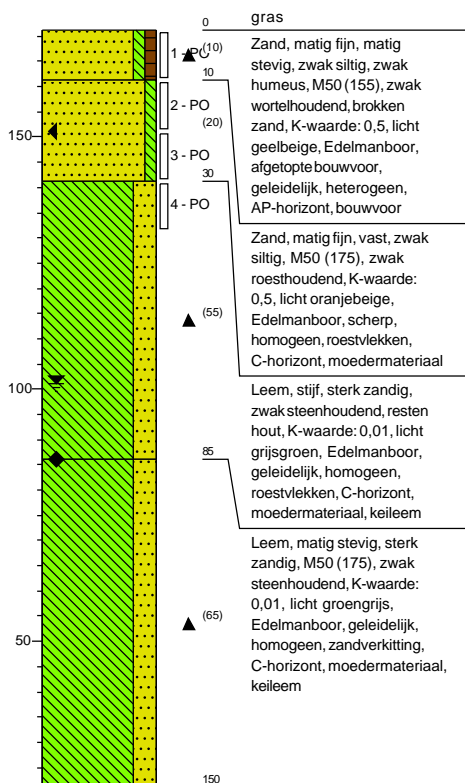 0
gras
1 - PO
(10)
Zand, matig fijn, matig
stevig, zwak siltig, zwak
humeus, M50 (155), zwak
wortelhoudend, brokken
zand, K-waarde: 0,5, licht
geelbeige, Edelmanboor,
afgetopte bouwvoor,
geleidelijk, heterogeen,
AP-horizont, bouwvoor
10
2 - PO
(20)
150
3 - PO
30
4 - PO
Zand, matig fijn, vast, zwak
siltig, M50 (175), zwak
roesthoudend, K-waarde:
0,5, licht oranjebeige,
Edelmanboor, scherp,
homogeen, roestvlekken,
C-horizont, moedermateriaal
(55)
100
Leem, stijf, sterk zandig,
zwak steenhoudend, resten
hout, K-waarde: 0,01, licht
grijsgroen, Edelmanboor,
geleidelijk, homogeen,
roestvlekken, C-horizont,
moedermateriaal, keileem
85
Leem, matig stevig, sterk
zandig, M50 (175), zwak
steenhoudend, K-waarde:
0,01, licht groengrijs,
Edelmanboor, geleidelijk,
homogeen, zandverkitting,
C-horizont, moedermateriaal,
keileem
(65)
50
150